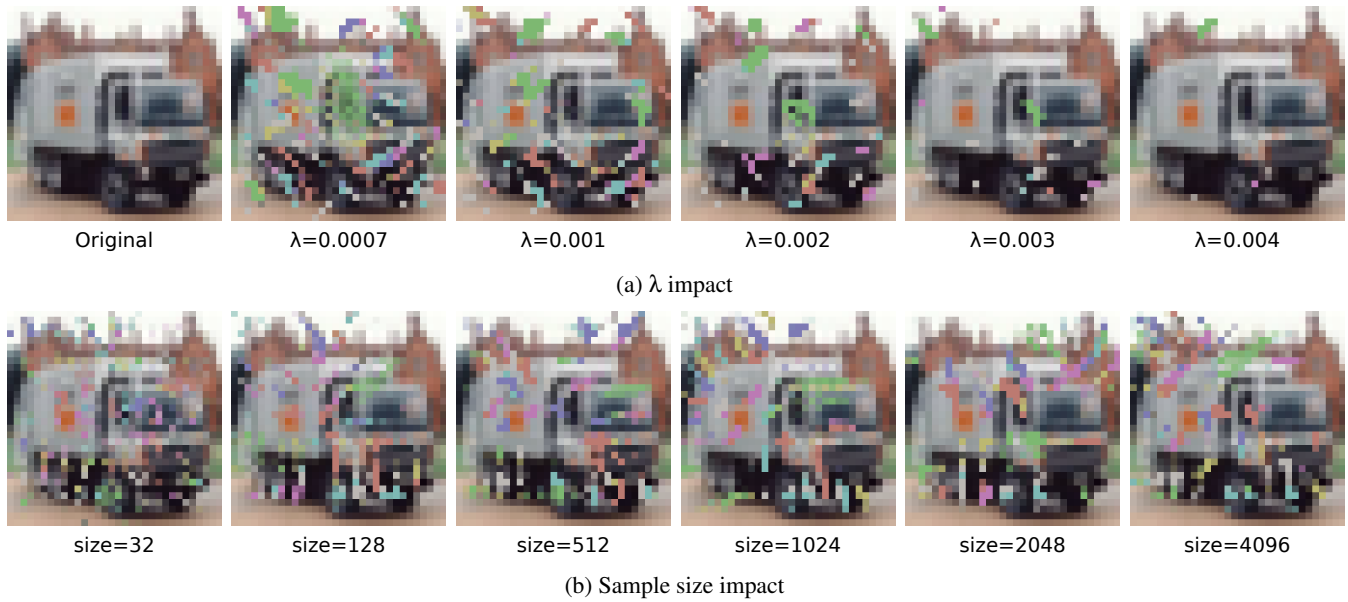 Original λ=0.0007 λ=0.001 λ=0.002 λ=0.003 λ=0.004
(a) λ impact
size=32 size=128 size=512 size=1024 size=2048 size=4096
(b) Sample size impact